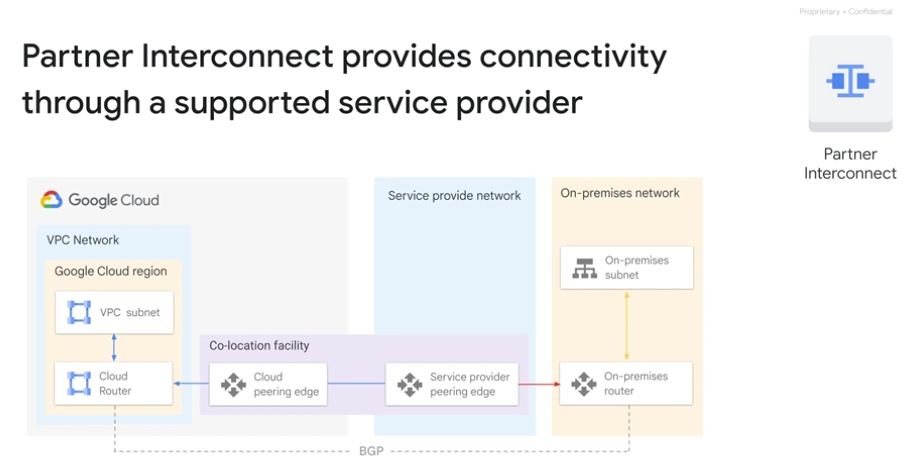 Proprietary + Confidential
Partner Interconnect provides connectivity
through a supported service provider
Partner
Interconnect
Google Cloud
VPC Network
Google Cloud region
VPC subnet
Cloud
Router
Co-location facility
Cloud
peering edge
Service provide network
Service provider
peering edge
On-premises network
On-premises
subnet
On-premises
router
BGP